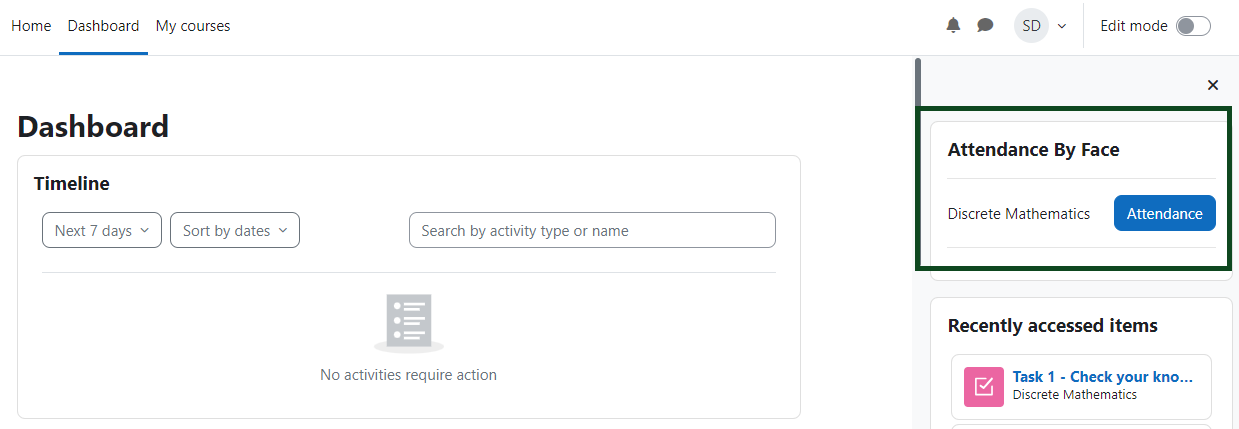 Home Dashboard My courses SD Edit mode
Dashboard
Timeline
Next 7 days Sort by dates Search by activity type or name
No activities require action
Attendance By Face
Discrete Mathematics Attendance
Recently accessed items
Task 1 - Check your kno...
Discrete Mathematics